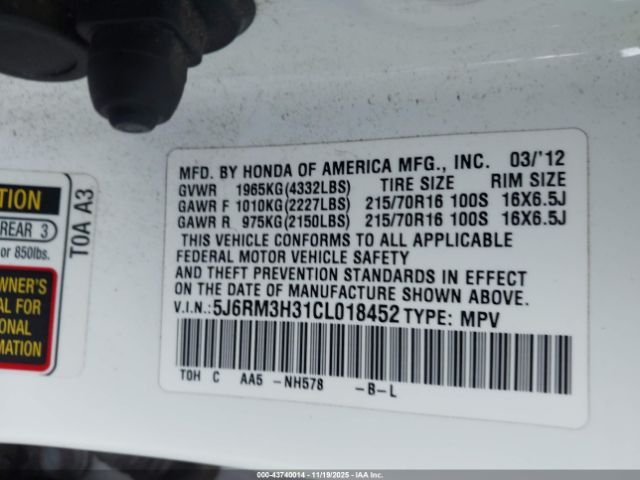 MFD. BY HONDA OF AMERICA MFG., INC. 03/'12
GVWR 1965KG(4332LBS) TIRE SIZE RIM SIZE
GAWR F 1010KG(2227LBS) 215/70R16 100S 16X6.5J
GAWR R 975KG(2150LBS) 215/70R16 100S 16X6.5J
THIS VEHICLE CONFORMS TO ALL APPLICABLE
FEDERAL MOTOR VEHICLE SAFETY
AND THEFT PREVENTION STANDARDS IN EFFECT
ON THE DATE OF MANUFACTURE SHOWN ABOVE.
V.I.N.: 5J6RM3H31CL018452 TYPE: MPV
TOH C AA5 -NH578 -B-L
TOA A3
ION
REAR 3
or 850lbs.
WNER'S
AL FOR
ONAL
MATION
000-43740014 - 11/19/2025 - IAA Inc.